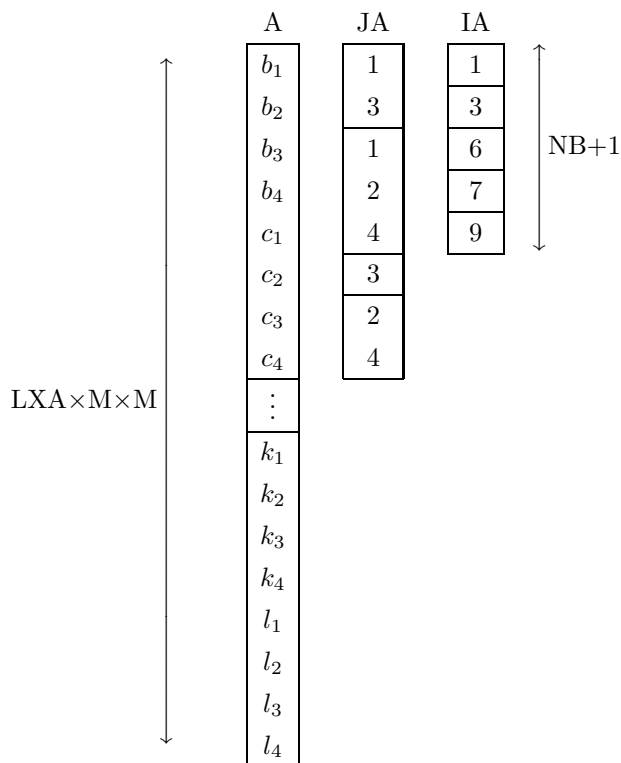 A JA IA
b₁ 1 1
b₂ 3 3
b₃ 1 6
b₄ 2 7
c₁ 4 9
c₂ 3
c₃ 2
c₄ 4
⋮
k₁
k₂
k₃
k₄
l₁
l₂
l₃
l₄
NB+1
LXA×M×M